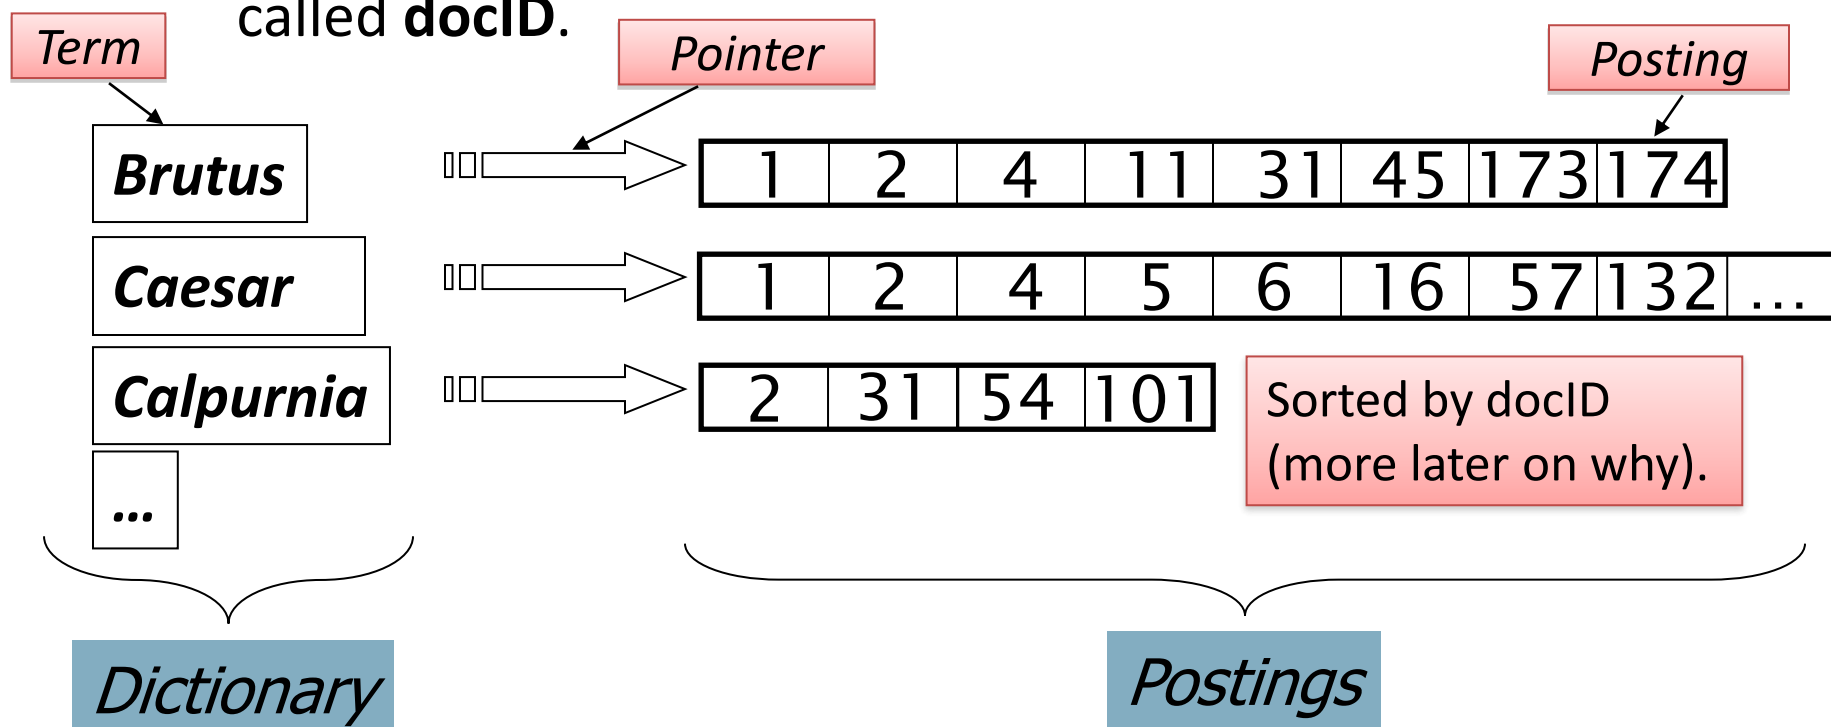 called docID.
Term
Pointer
Posting
Brutus
1 2 4 11 31 45 173 174
Caesar
1 2 4 5 6 16 57 132 ...
Calpurnia
2 31 54 101
Sorted by docID
(more later on why).
...
Dictionary
Postings